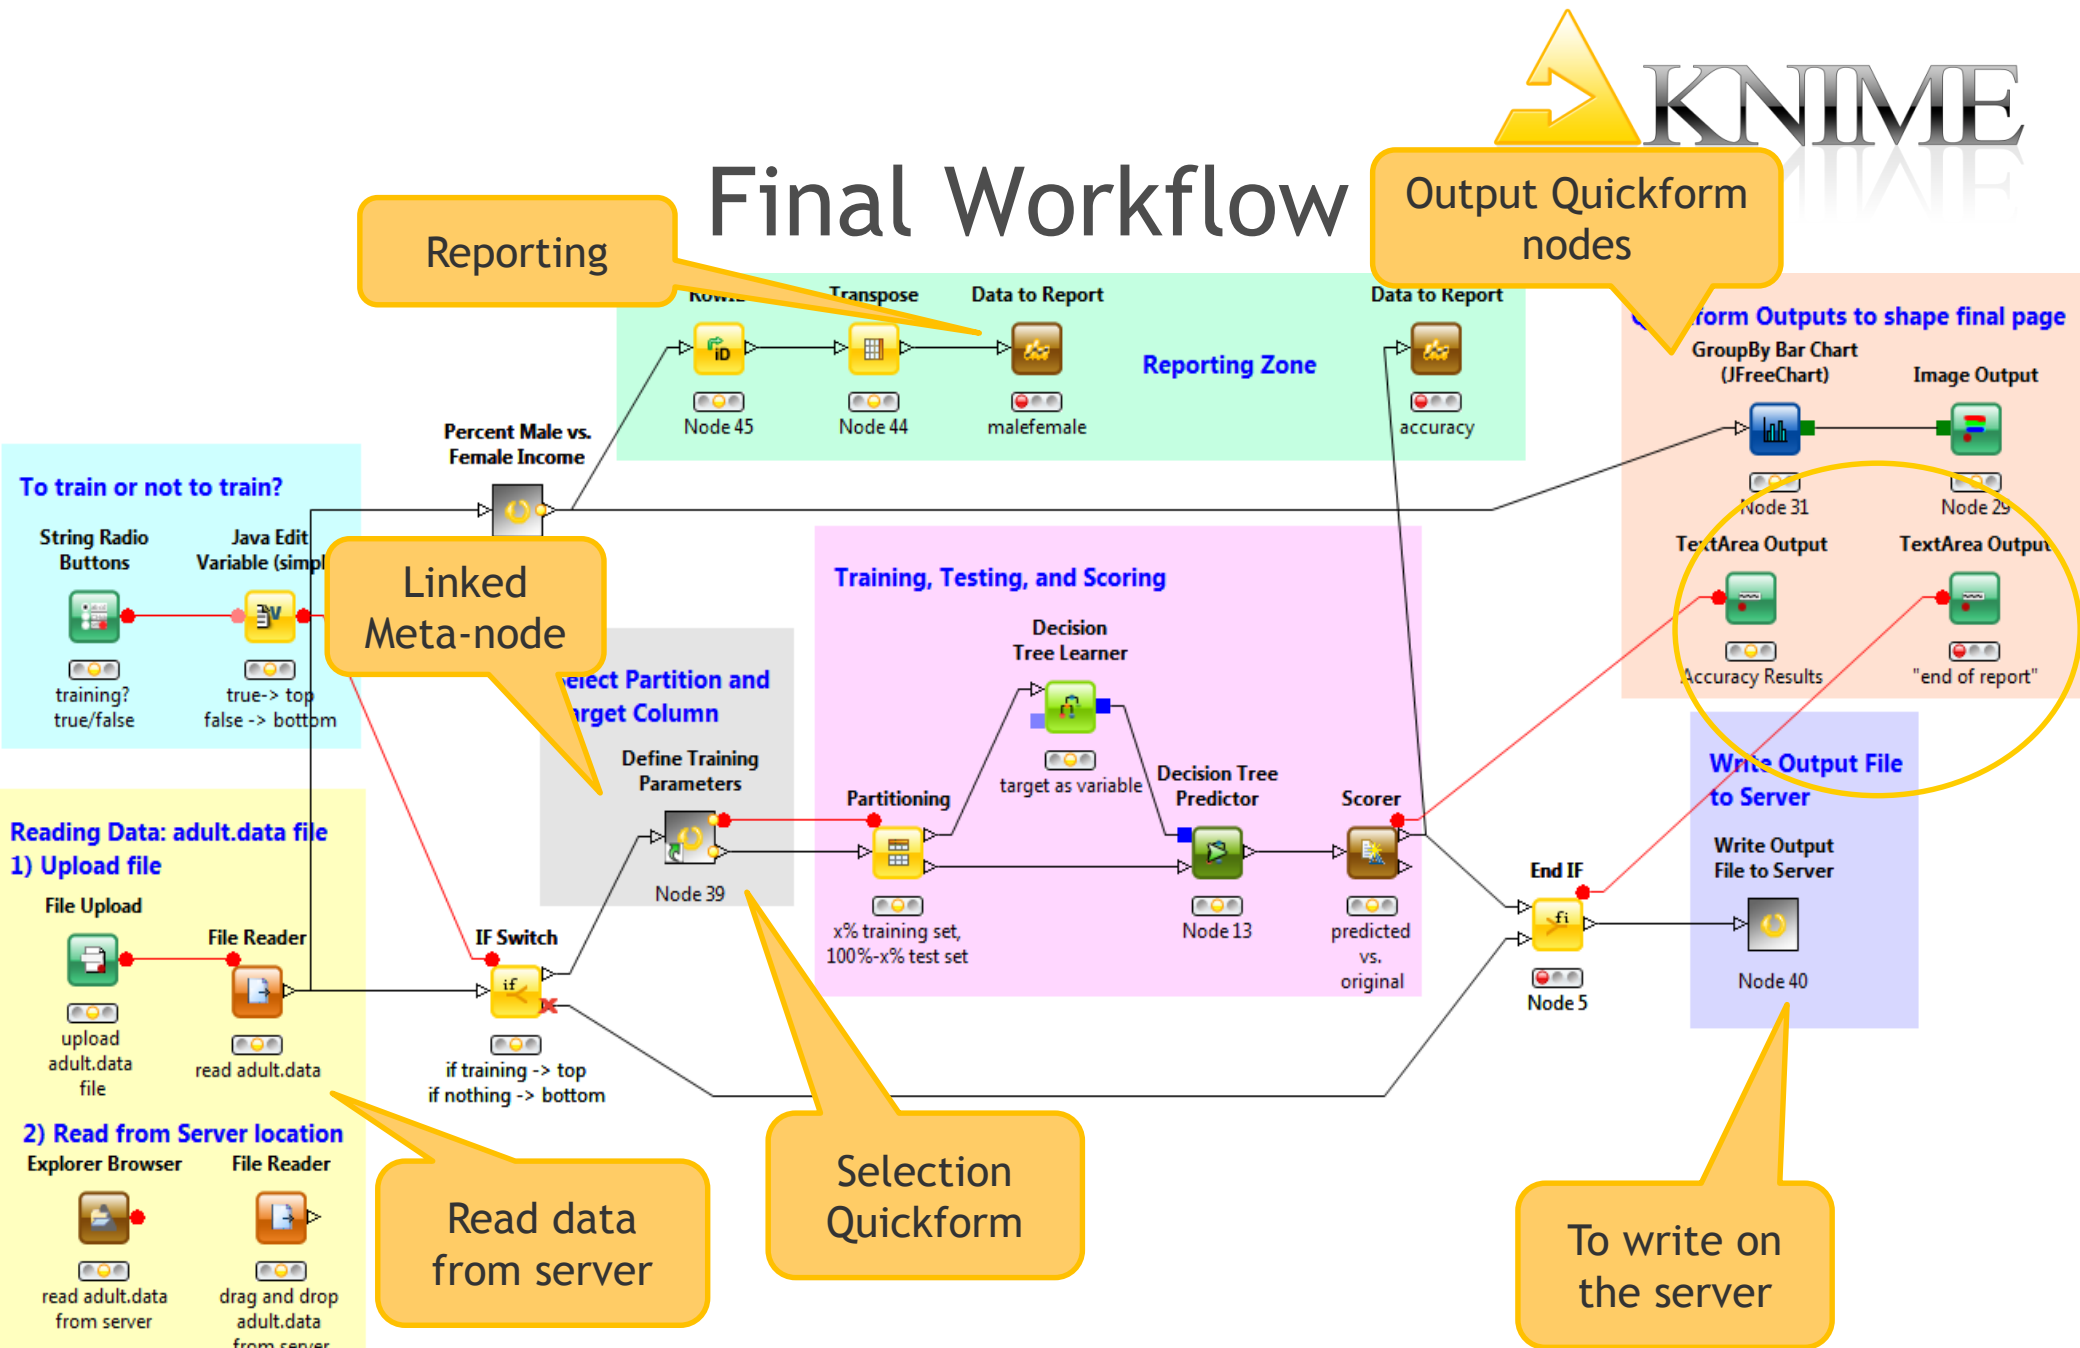 KNIME
Final Workflow
Output Quickform
nodes
Reporting
Transpose
Data to Report
Data to Report
Reporting Zone
Node 45
Node 44
malefemale
accuracy
form Outputs to shape final page
GroupBy Bar Chart
(JFreeChart)
Image Output
Node 31
Node 29
TextArea Output
TextArea Output
Accuracy Results
"end of report"
Percent Male vs.
Female Income
To train or not to train?
String Radio
Buttons
Java Edit
Variable (simpl
training?
true/false
true-> top
false -> bottom
Linked
Meta-node
Select Partition and
Target Column
Define Training
Parameters
Node 39
Training, Testing, and Scoring
Decision
Tree Learner
target as variable
Partitioning
x% training set,
100%-x% test set
Decision Tree
Predictor
Node 13
Scorer
predicted
vs.
original
End IF
fi
Node 5
Write Output File
to Server
Write Output
File to Server
Node 40
Reading Data: adult.data file
1) Upload file
File Upload
File Reader
upload
adult.data
file
read adult.data
IF Switch
if
if training -> top
if nothing -> bottom
2) Read from Server location
Explorer Browser
File Reader
read adult.data
from server
drag and drop
adult.data
from server
Read data
from server
Selection
Quickform
To write on
the server